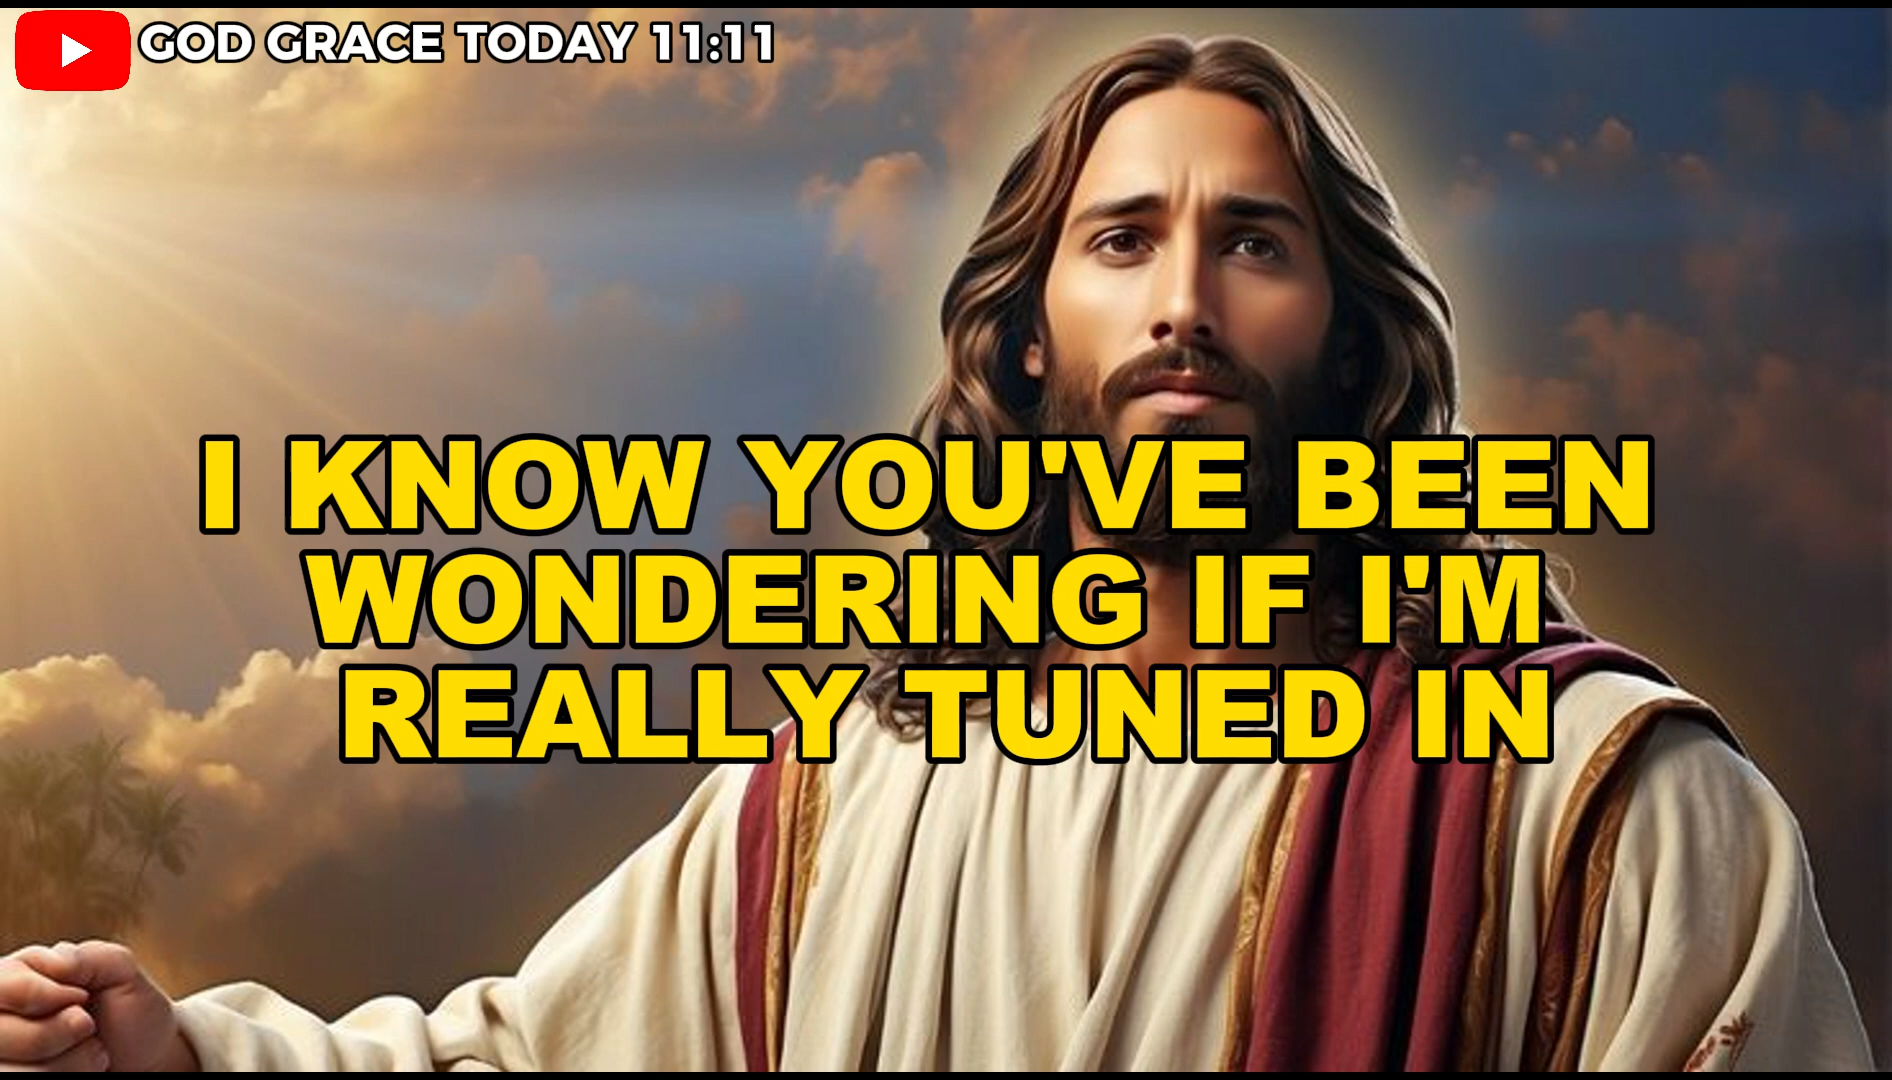 GOD GRACE TODAY 11:11
I KNOW YOU'VE BEEN
WONDERING IF I'M
REALLY TUNED IN